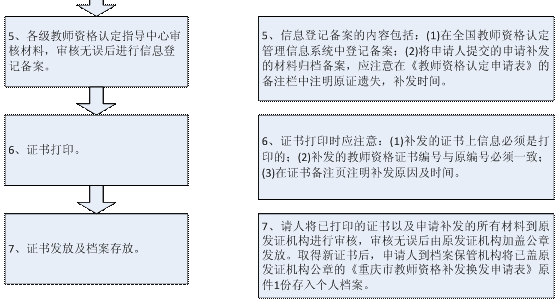 5、各级教师资格认定指导中心审
核材料，审核无误后进行信息登
记备案。
5、信息登记备案的内容包括：(1)在全国教师资格认定
管理信息系统中登记备案；(2)将申请人提交的申请补发
的材料归档备案，应注意在《教师资格认定申请表》的
备注栏中注明原证遗失，补发时间。
6、证书打印。
6、证书打印时应注意：(1)补发的证书上信息必须是打
印的；(2)补发的教师资格证书编号与原编号必须一致；
(3)在证书备注页注明补发原因及时间。
7、证书发放及档案存放。
7、请人将已打印的证书以及申请补发的所有材料到原
发证机构进行审核，审核无误后由原发证机构加盖公章
发放。取得新证书后，申请人到档案保管机构将已盖原
发证机构公章的《重庆市教师资格补发换发申请表》原
件1份存入个人档案。